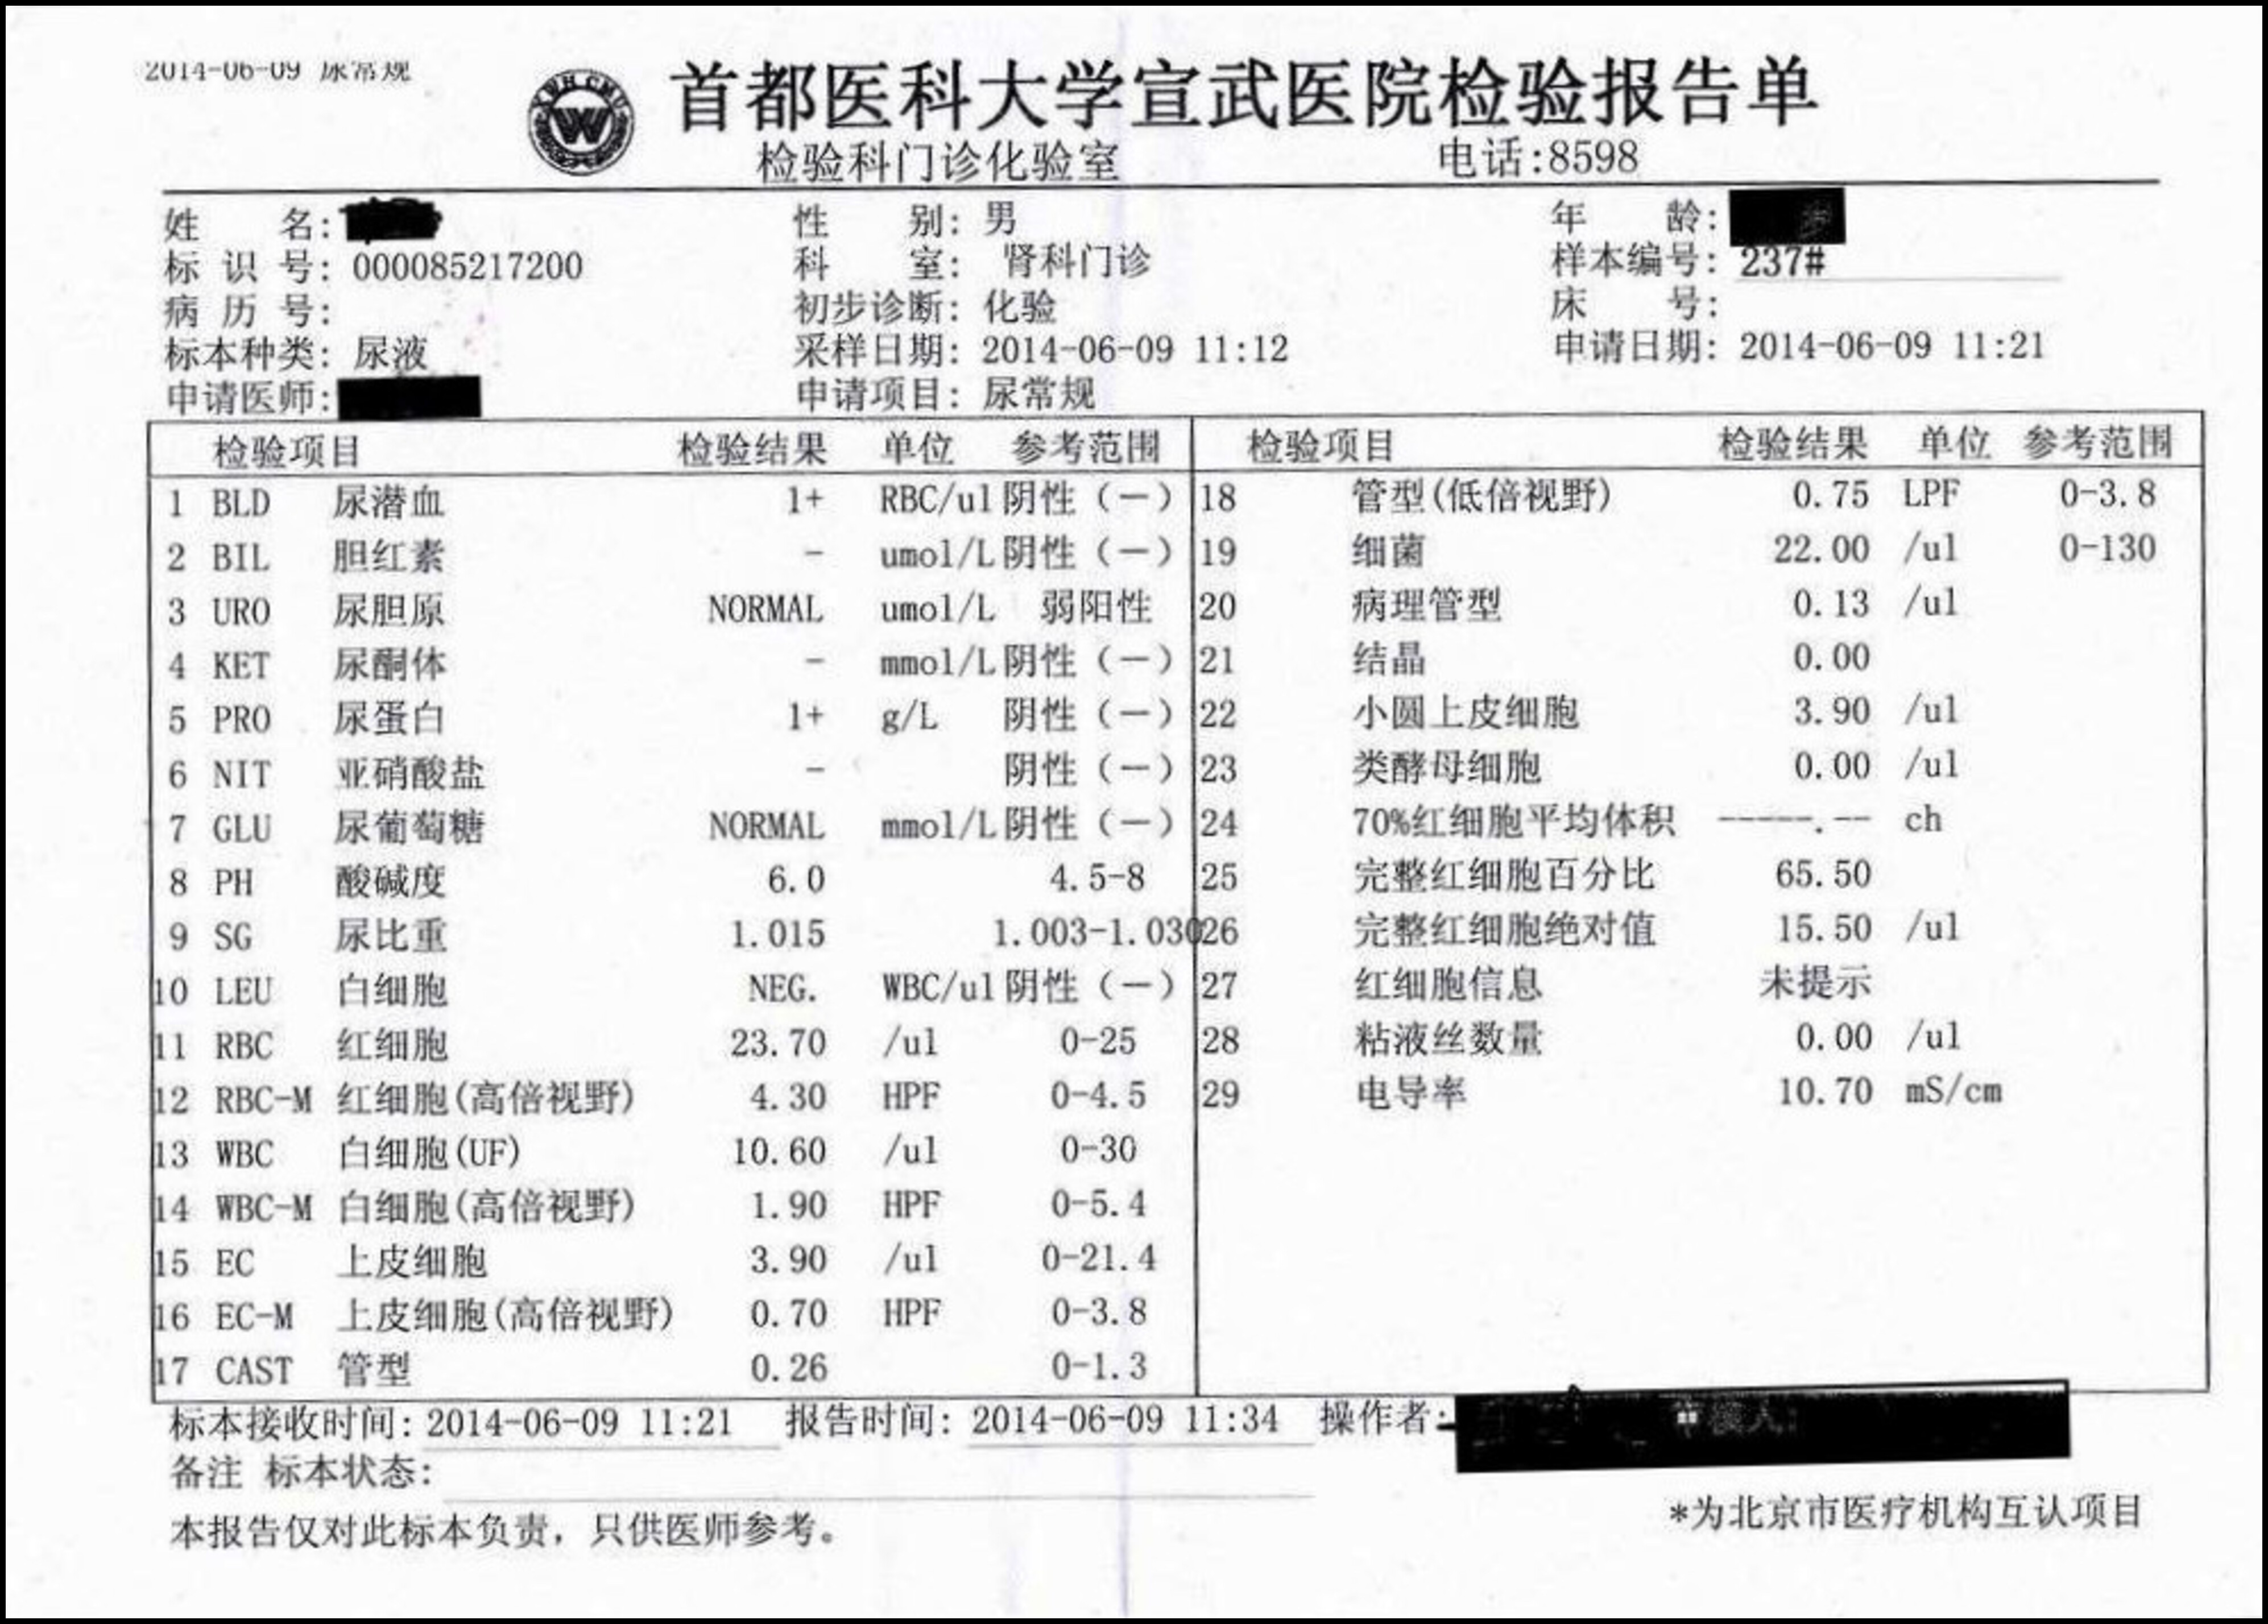 2014-06-09 尿常规
XWH CMU
W
首都医科大学宣武医院检验报告单
检验科门诊化验室 电话:8598
姓 名: 性 别: 男 年 龄:
标 识 号: 000085217200 科 室: 肾科门诊 样本编号: 237#
病 历 号: 初步诊断: 化验 床 号:
标本种类: 尿液 采样日期: 2014-06-09 11:12 申请日期: 2014-06-09 11:21
申请医师: 申请项目: 尿常规
检验项目 检验结果 单位 参考范围 检验项目 检验结果 单位 参考范围
1 BLD 尿潜血 1+ RBC/ul 阴性（一） 18 管型(低倍视野) 0.75 LPF 0-3.8
2 BIL 胆红素 - umol/L 阴性（一） 19 细菌 22.00 /ul 0-130
3 URO 尿胆原 NORMAL umol/L 弱阳性 20 病理管型 0.13 /ul
4 KET 尿酮体 - mmol/L 阴性（一） 21 结晶 0.00
5 PRO 尿蛋白 1+ g/L 阴性（一） 22 小圆上皮细胞 3.90 /ul
6 NIT 亚硝酸盐 - 阴性（一） 23 类酵母细胞 0.00 /ul
7 GLU 尿葡萄糖 NORMAL mmol/L 阴性（一） 24 70%红细胞平均体积 -----.-- ch
8 PH 酸碱度 6.0 4.5-8 25 完整红细胞百分比 65.50
9 SG 尿比重 1.015 1.003-1.030 26 完整红细胞绝对值 15.50 /ul
10 LEU 白细胞 NEG. WBC/ul 阴性（一） 27 红细胞信息 未提示
11 RBC 红细胞 23.70 /ul 0-25 28 粘液丝数量 0.00 /ul
12 RBC-M 红细胞(高倍视野) 4.30 HPF 0-4.5 29 电导率 10.70 mS/cm
13 WBC 白细胞(UF) 10.60 /ul 0-30
14 WBC-M 白细胞(高倍视野) 1.90 HPF 0-5.4
15 EC 上皮细胞 3.90 /ul 0-21.4
16 EC-M 上皮细胞(高倍视野) 0.70 HPF 0-3.8
17 CAST 管型 0.26 0-1.3
标本接收时间: 2014-06-09 11:21 报告时间: 2014-06-09 11:34 操作者: 审核人:
备注 标本状态:
本报告仅对此标本负责，只供医师参考。 *为北京市医疗机构互认项目